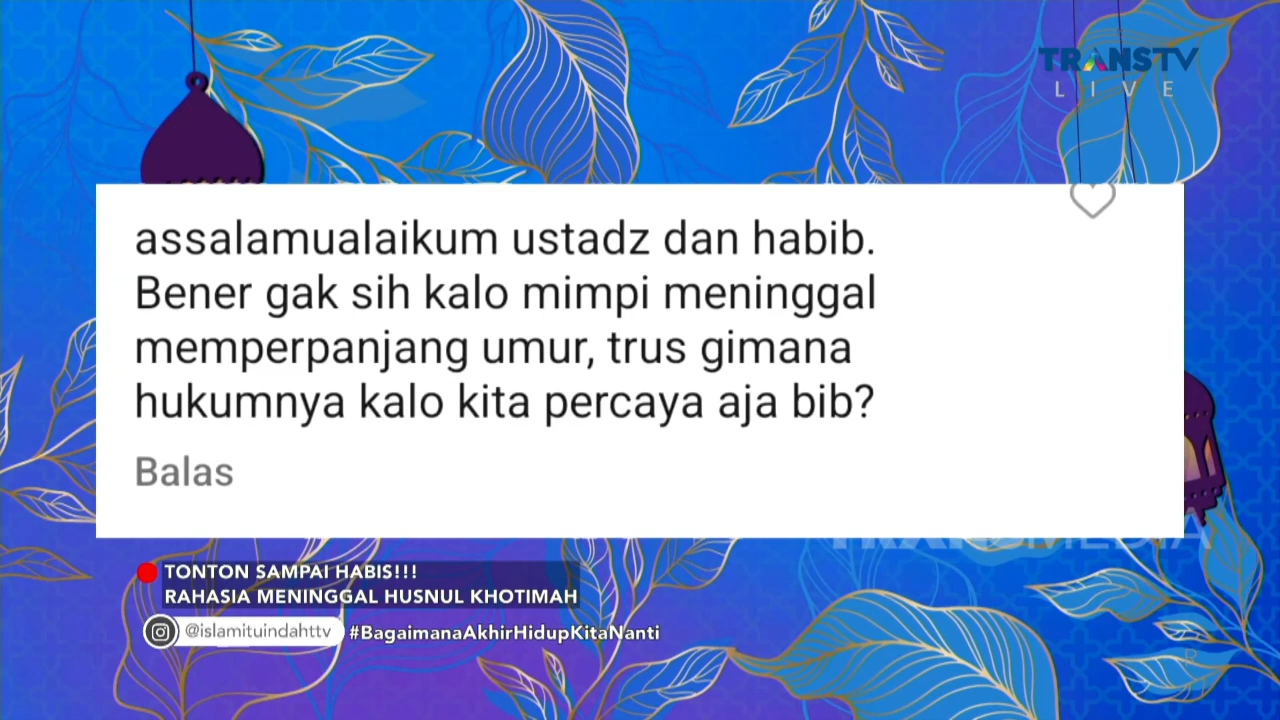 TRANSTV
LIVE
assalamualaikum ustadz dan habib.
Bener gak sih kalo mimpi meninggal
memperpanjang umur, trus gimana
hukumnya kalo kita percaya aja bib?
Balas
TRANSMEDIA
TONTON SAMPAI HABIS!!!
RAHASIA MENINGGAL HUSNUL KHOTIMAH
@islamituindahttv #BagaimanaAkhirHidupKitaNanti